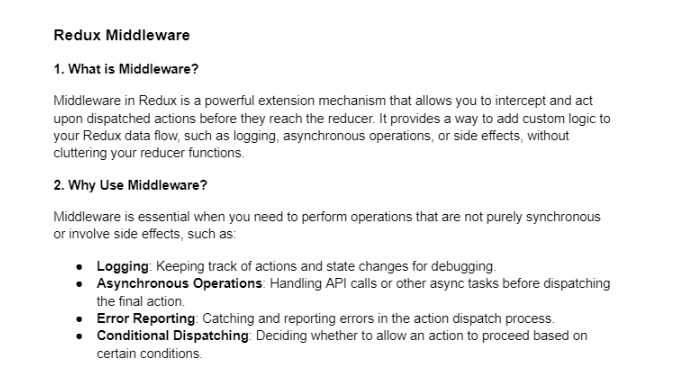 Redux Middleware
1. What is Middleware?
Middleware in Redux is a powerful extension mechanism that allows you to intercept and act
upon dispatched actions before they reach the reducer. It provides a way to add custom logic to
your Redux data flow, such as logging, asynchronous operations, or side effects, without
cluttering your reducer functions.
2. Why Use Middleware?
Middleware is essential when you need to perform operations that are not purely synchronous
or involve side effects, such as:
● Logging: Keeping track of actions and state changes for debugging.
● Asynchronous Operations: Handling API calls or other async tasks before dispatching
the final action.
● Error Reporting: Catching and reporting errors in the action dispatch process.
● Conditional Dispatching: Deciding whether to allow an action to proceed based on
certain conditions.